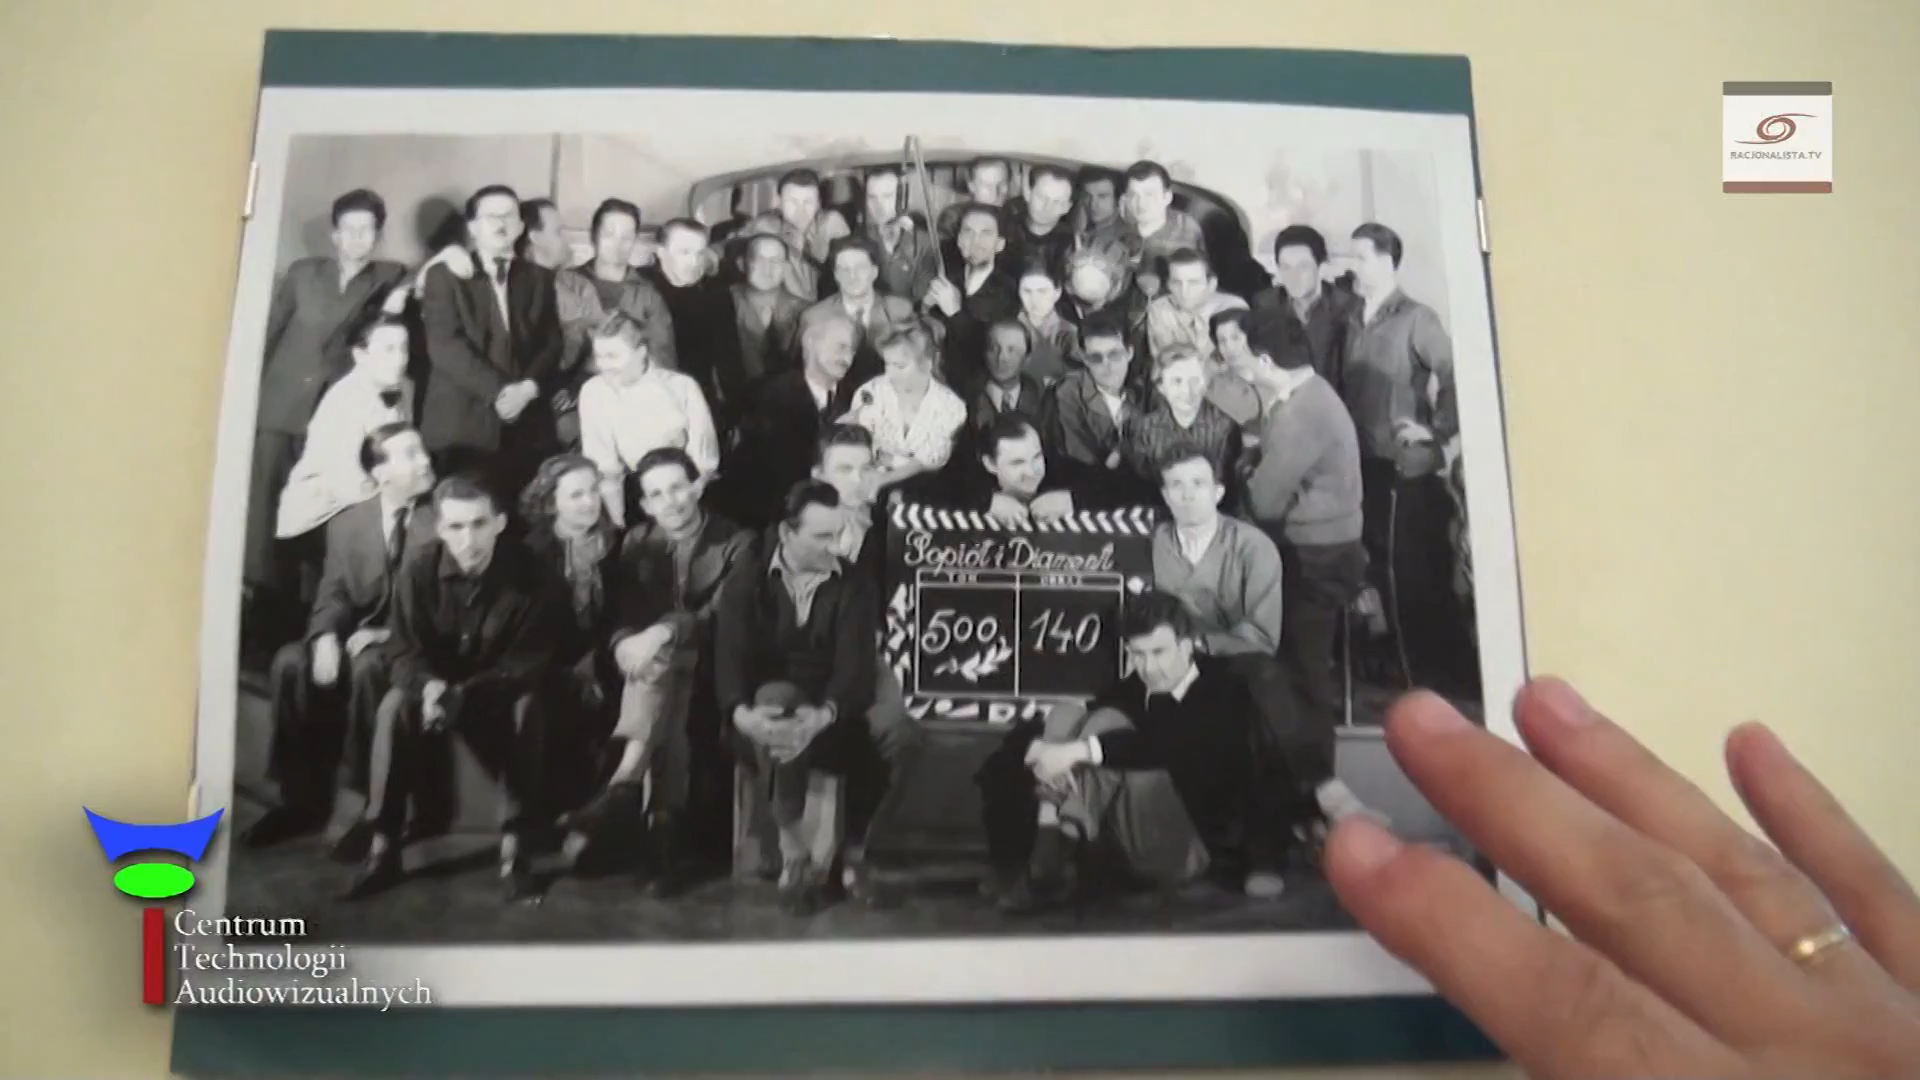 RACJONALISTA.TV
Popiół i Diament
500
140
Centrum
Technologii
Audiowizualnych